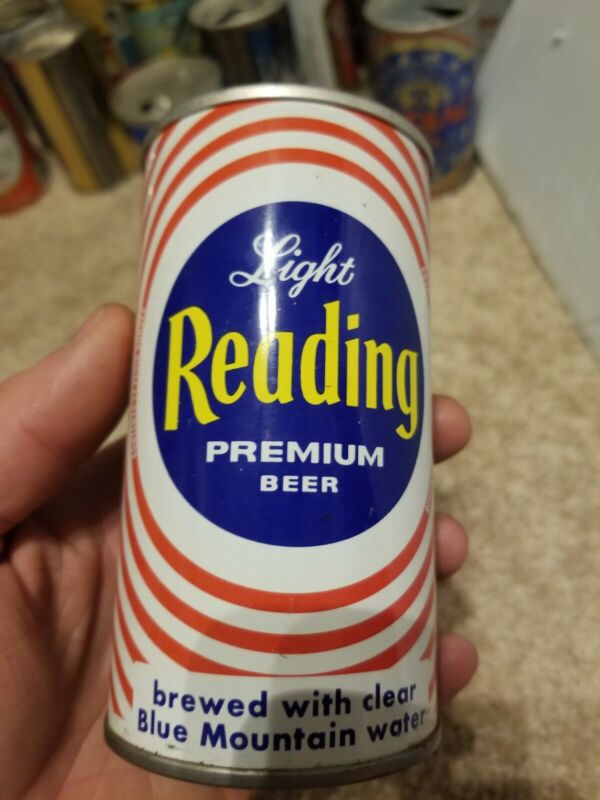 Light
Reading
PREMIUM
BEER
brewed with clear
Blue Mountain water